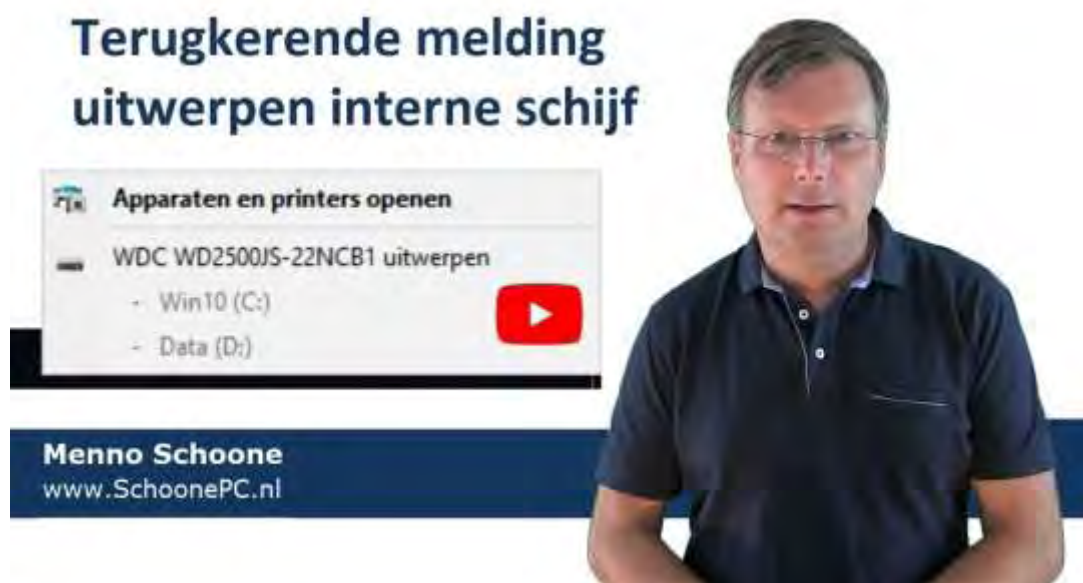 Terugkerende melding
uitwerpen interne schijf
Apparaten en printers openen
WDC WD2500JS-22NCB1 uitwerpen
- Win10 (C:)
- Data (D:)
Menno Schoone
www.SchoonePC.nl